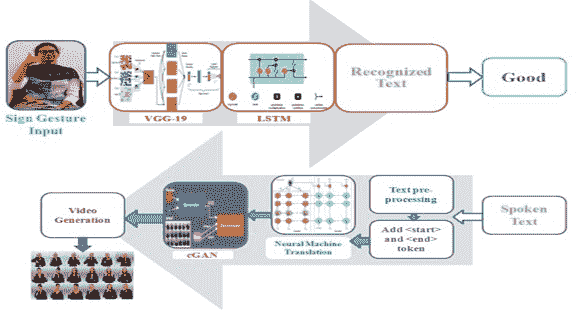 Sign Gesture
Input
VGG-19
LSTM
Recognized
Text
Good
Video
Generation
cGAN
Neural Machine
Translation
Text pre-
processing
Add <start>
and <end>
token
Spoken
Text